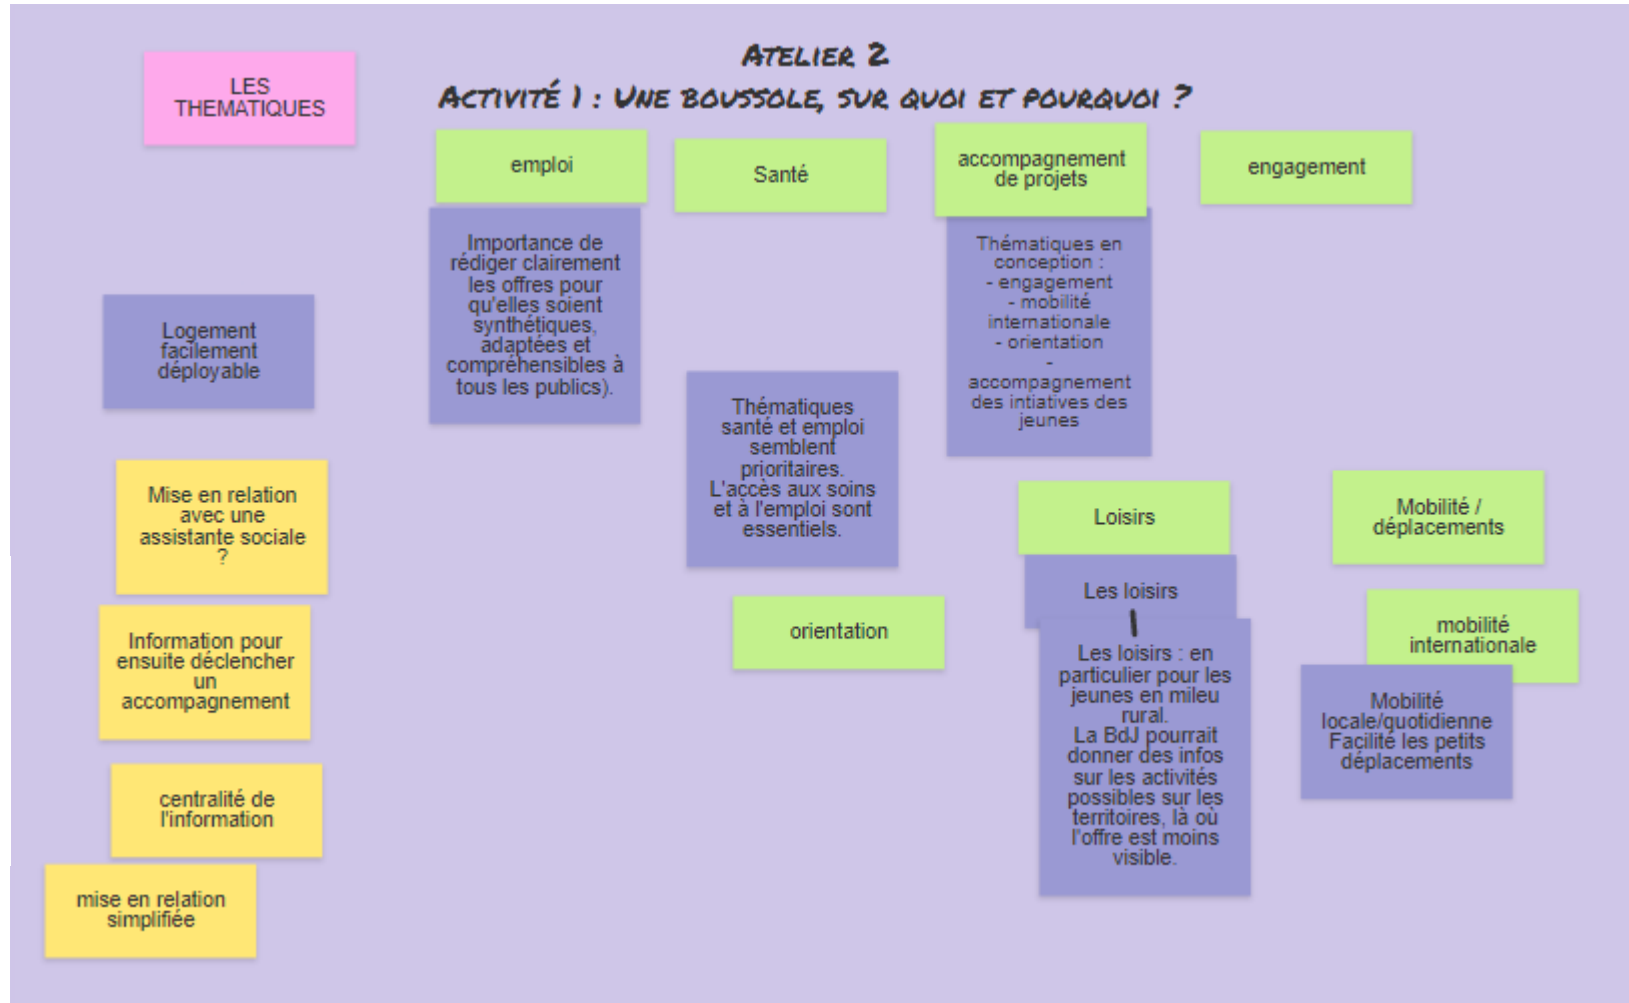 ATELIER 2
ACTIVITÉ 1 : UNE BOUSSOLE, SUR QUOI ET POURQUOI ?
LES
THEMATIQUES
emploi
Santé
accompagnement
de projets
engagement
Importance de
rédiger clairement
les offres pour
qu'elles soient
synthétiques,
adaptées et
compréhensibles à
tous les publics).
Thématiques en
conception :
- engagement
- mobilité
internationale
- orientation
-
accompagnement
des intiatives des
jeunes
Logement
facilement
déployable
Thématiques
santé et emploi
semblent
prioritaires.
L'accès aux soins
et à l'emploi sont
essentiels.
Mise en relation
avec une
assistante sociale
?
Loisirs
Mobilité /
déplacements
Les loisirs
orientation
mobilité
internationale
Information pour
ensuite déclencher
un
accompagnement
Les loisirs : en
particulier pour les
jeunes en mileu
rural.
La BdJ pourrait
donner des infos
sur les activités
possibles sur les
territoires, là où
l'offre est moins
visible.
Mobilité
locale/quotidienne
Facilité les petits
déplacements
centralité de
l'information
mise en relation
simplifiée